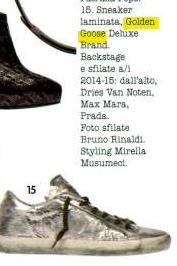 15. Sneaker
laminata, Golden
Goose Deluxe
Brand.
Backstage
e sfilate a/i
2014-15: dall'alto,
Dries Van Noten,
Max Mara,
Prada.
Foto sfilate
Bruno Rinaldi.
Styling Mirella
Musumeci.
15